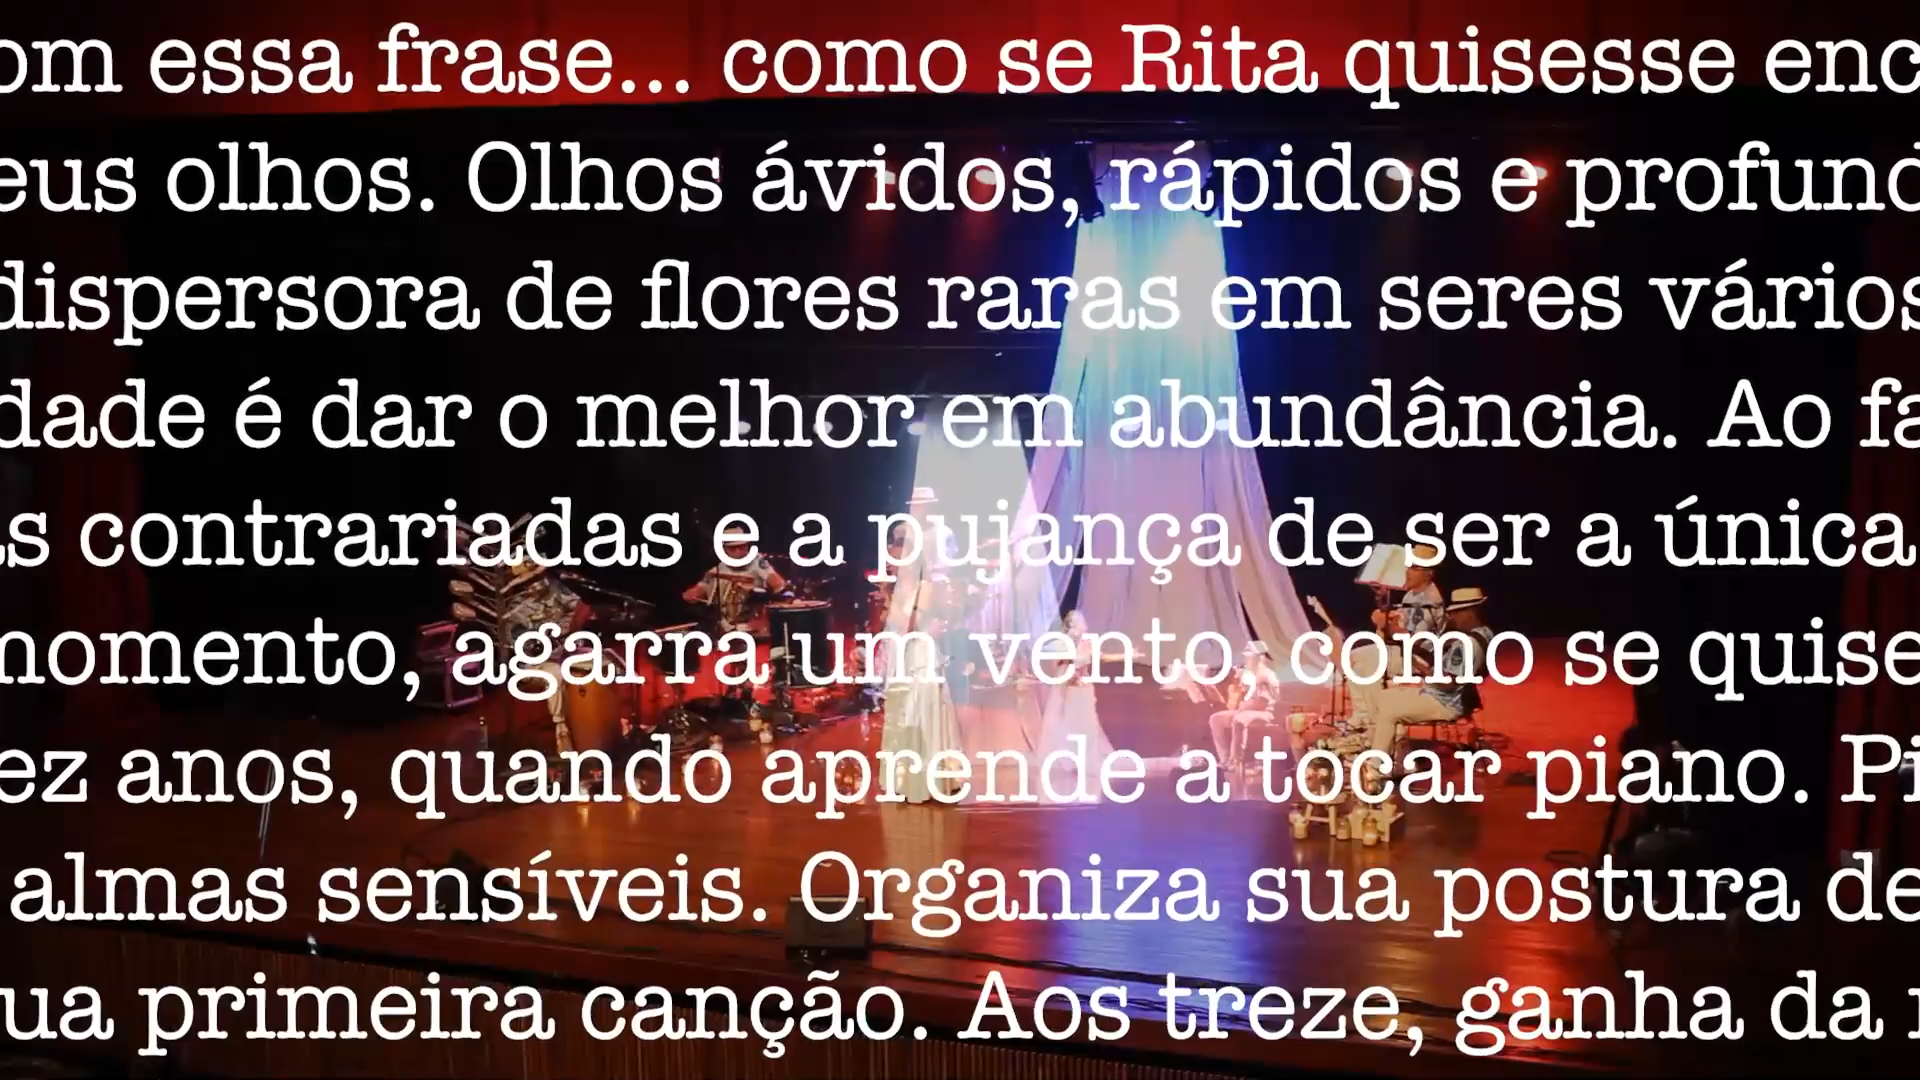 om essa frase... como se Rita quisesse enc
eus olhos. Olhos ávidos, rápidos e profund
dispersora de flores raras em seres vários
dade é dar o melhor em abundância. Ao fa
s contrariadas e a pujança de ser a única
momento, agarra um vento, como se quise
ez anos, quando aprende a tocar piano. Pi
almas sensíveis. Organiza sua postura de
ua primeira canção. Aos treze, ganha da